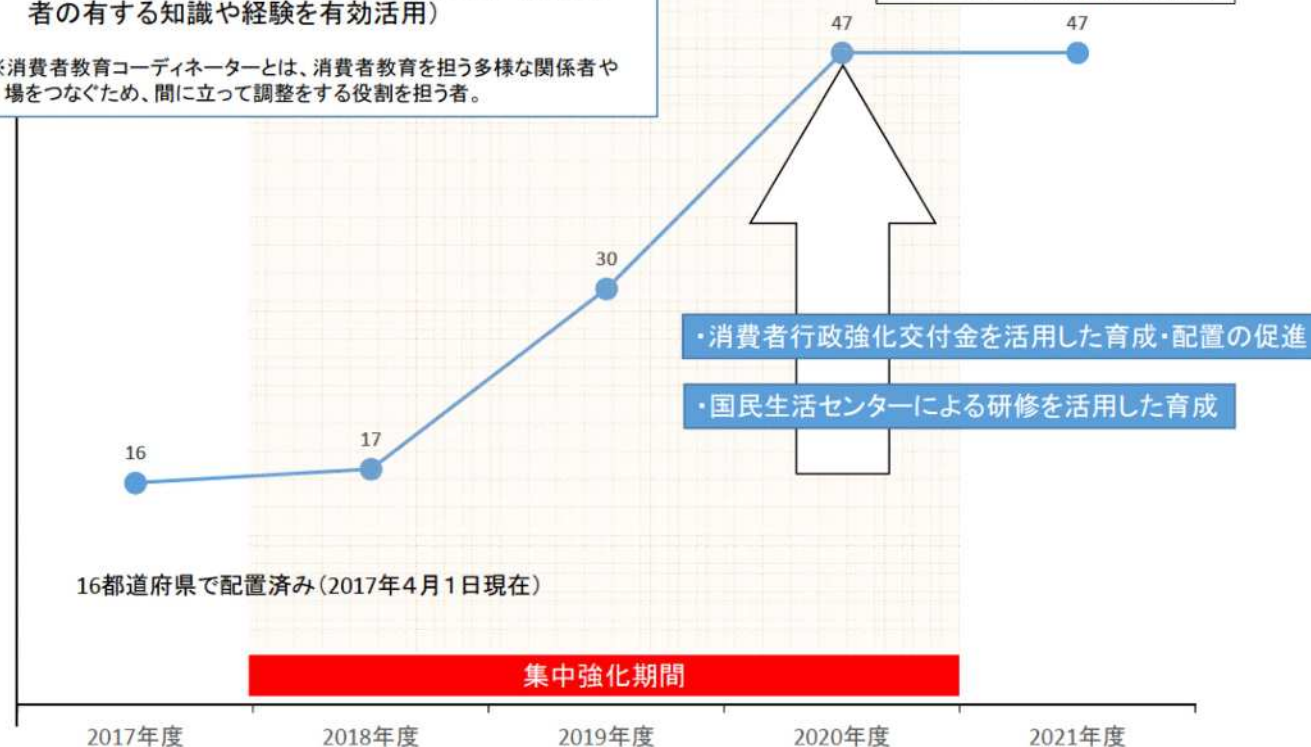 者の有する知識や経験を有効活用)
※消費者教育コーディネーターとは、消費者教育を担う多様な関係者や
場をつなぐため、間に立って調整をする役割を担う者。
47
47
30
・消費者行政強化交付金を活用した育成・配置の促進
・国民生活センターによる研修を活用した育成
17
16
16都道府県で配置済み(2017年4月1日現在)
集中強化期間
2017年度
2018年度
2019年度
2020年度
2021年度